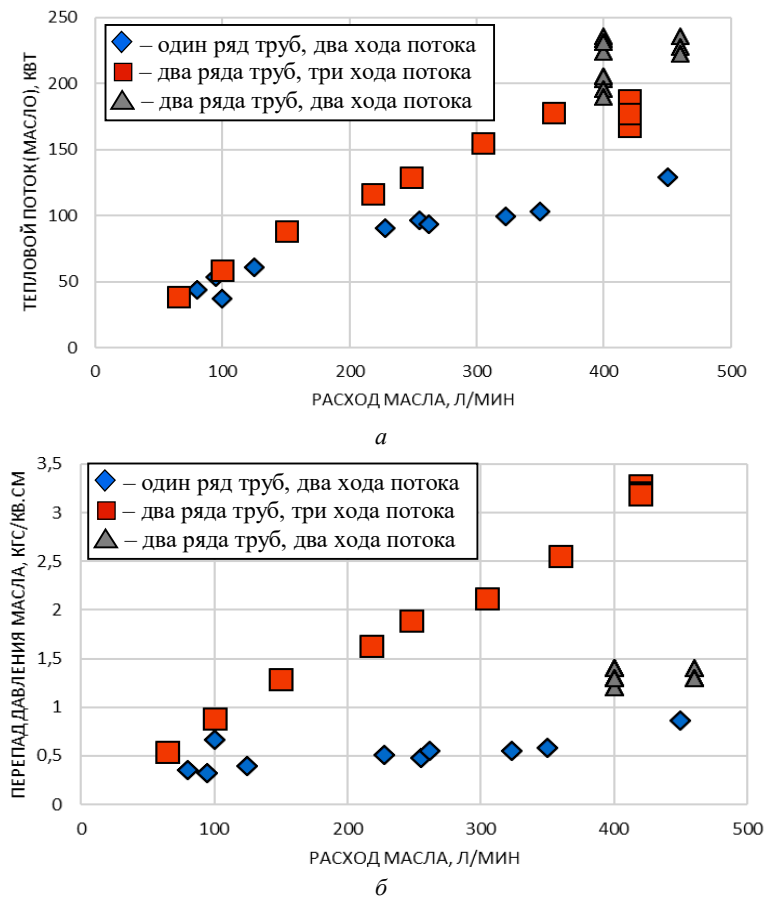 ТЕПЛОВОЙ ПОТОК (МАСЛО), КВТ
250
200
150
100
50
0
– один ряд труб, два хода потока
– два ряда труб, три хода потока
– два ряда труб, два хода потока
0 100 200 300 400 500
РАСХОД МАСЛА, Л/МИН
а
ПЕРЕПАД ДАВЛЕНИЯ МАСЛА, КГС/КВ.СМ
3,5
3
2,5
2
1,5
1
0,5
0
– один ряд труб, два хода потока
– два ряда труб, три хода потока
– два ряда труб, два хода потока
0 100 200 300 400 500
РАСХОД МАСЛА, Л/МИН
б